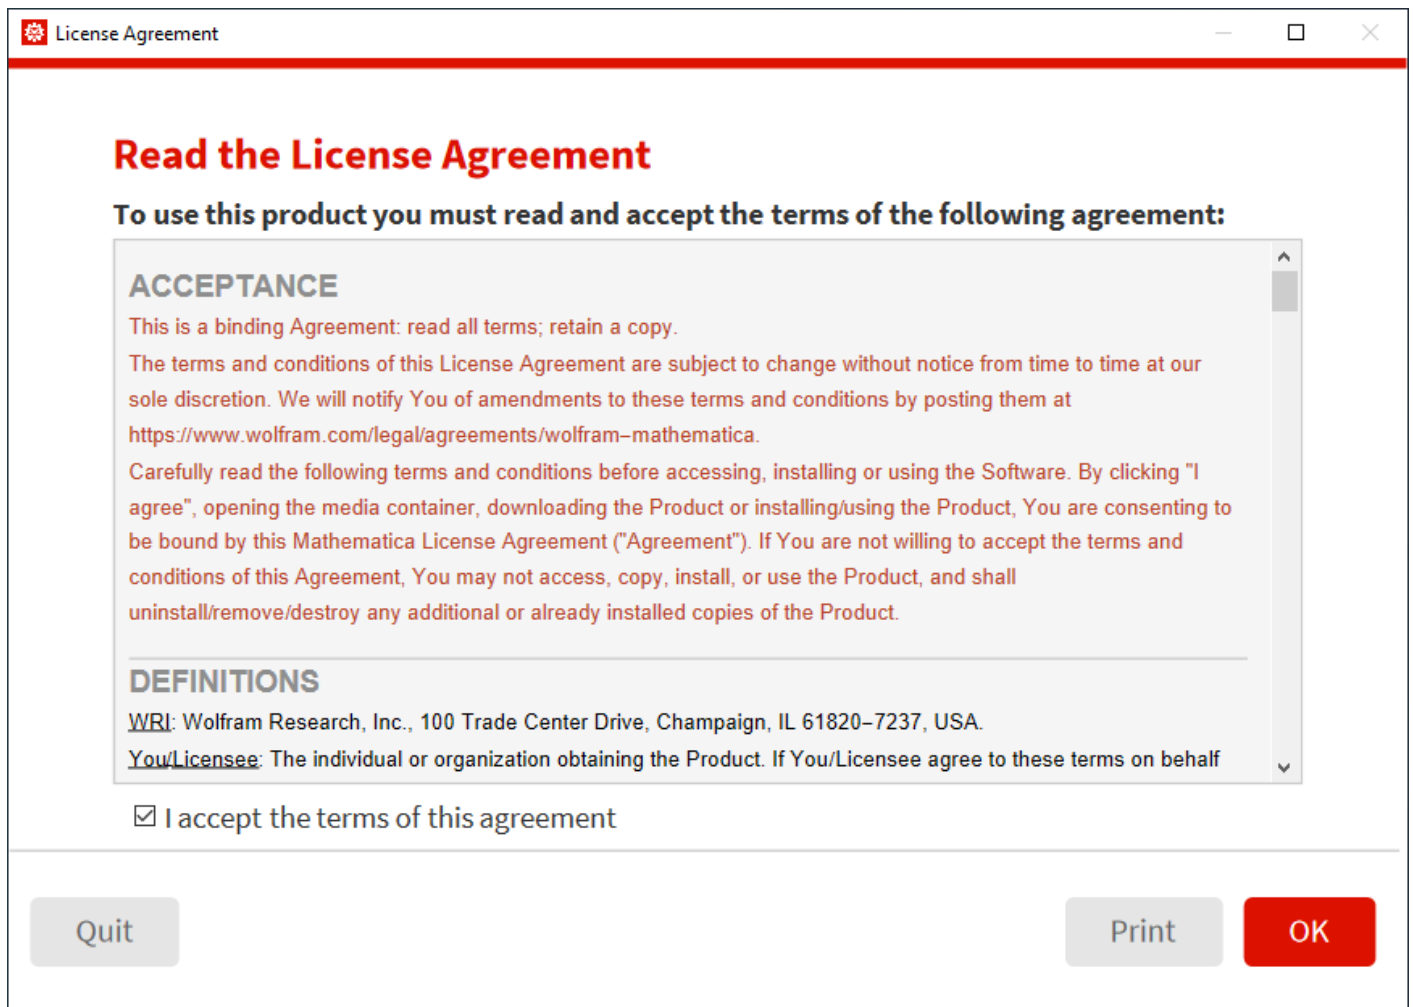 License Agreement
Read the License Agreement
To use this product you must read and accept the terms of the following agreement:
ACCEPTANCE
This is a binding Agreement: read all terms; retain a copy.
The terms and conditions of this License Agreement are subject to change without notice from time to time at our
sole discretion. We will notify You of amendments to these terms and conditions by posting them at
https://www.wolfram.com/legal/agreements/wolfram–mathematica.
Carefully read the following terms and conditions before accessing, installing or using the Software. By clicking "I
agree", opening the media container, downloading the Product or installing/using the Product, You are consenting to
be bound by this Mathematica License Agreement ("Agreement"). If You are not willing to accept the terms and
conditions of this Agreement, You may not access, copy, install, or use the Product, and shall
uninstall/remove/destroy any additional or already installed copies of the Product.
DEFINITIONS
WRI: Wolfram Research, Inc., 100 Trade Center Drive, Champaign, IL 61820–7237, USA.
You/Licensee: The individual or organization obtaining the Product. If You/Licensee agree to these terms on behalf
I accept the terms of this agreement
Quit
Print
OK